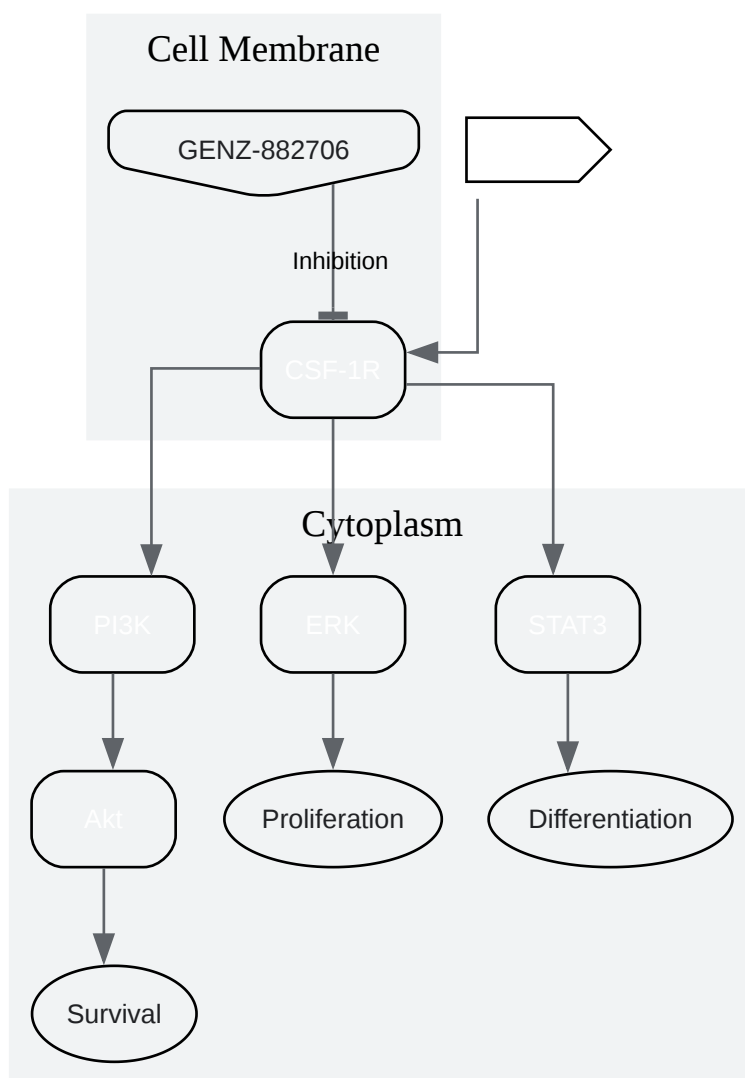 Cell Membrane
GENZ-882706
Inhibition
CSF-1R
Cytoplasm
PI3K
ERK
STAT3
Akt
Proliferation
Differentiation
Survival